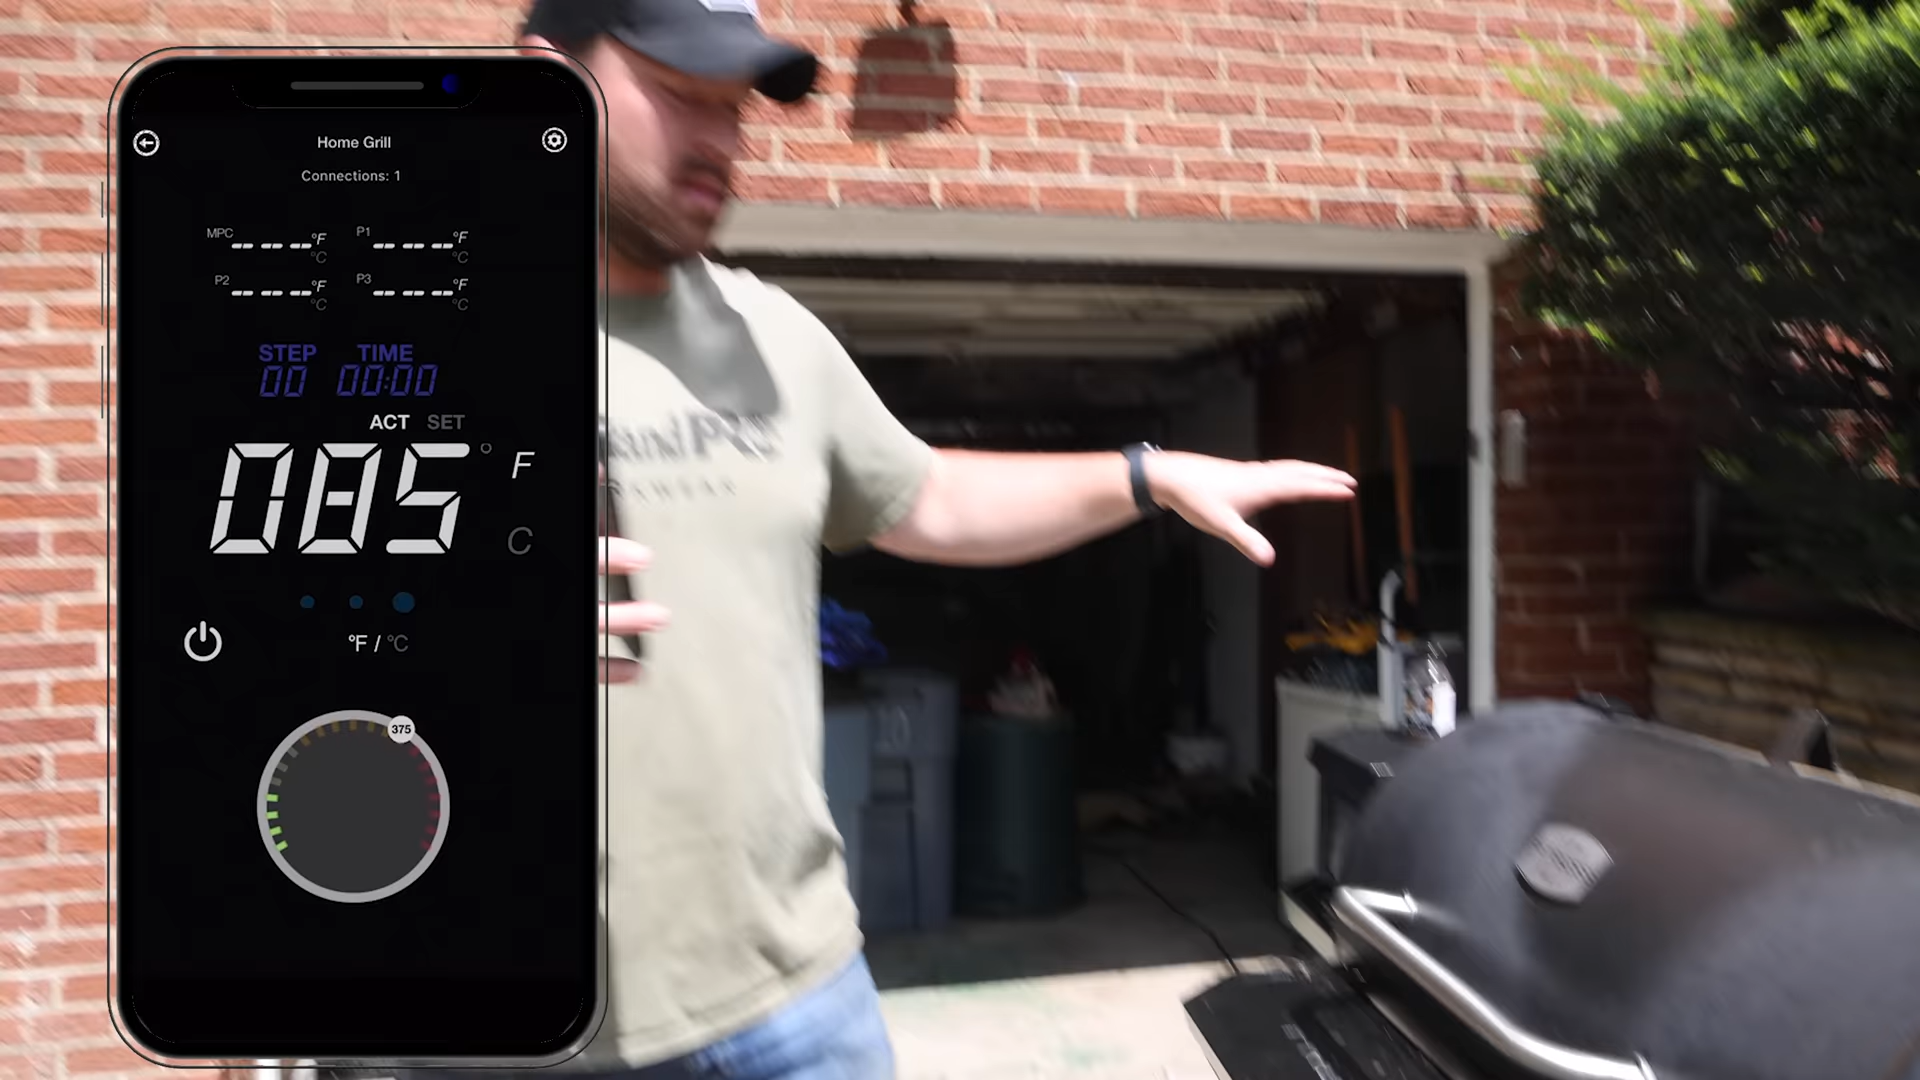 Home Grill
Connections: 1
MPC --- °F °C P1 --- °F °C
P2 --- °F °C P3 --- °F °C
STEP TIME
00 00:00
ACT SET
085° F
C
°F / °C
375